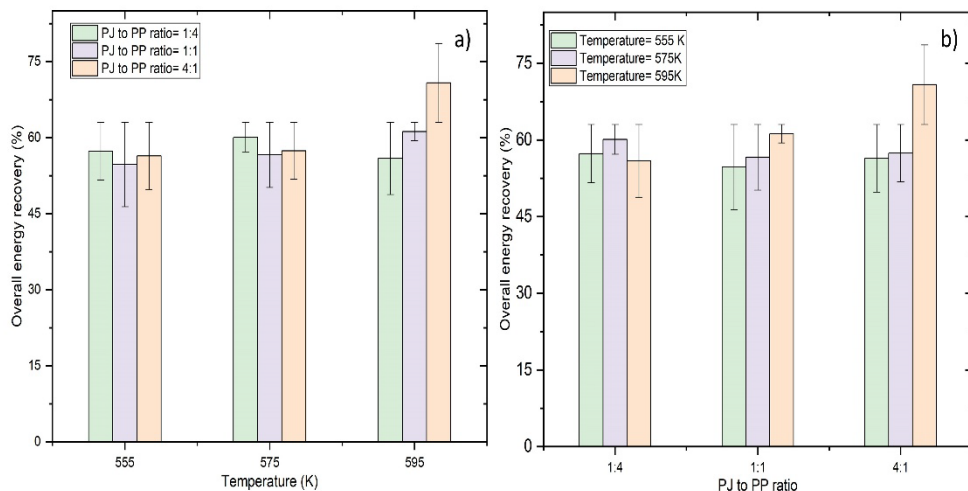 a)
PJ to PP ratio= 1:4
PJ to PP ratio= 1:1
PJ to PP ratio= 4:1
Overall energy recovery (%)
75
60
45
30
15
0
555
575
595
Temperature (K)
b)
Temperature= 555 K
Temperature= 575K
Temperature= 595K
Overall energy recovery (%)
75
60
45
30
15
0
1:4
1:1
4:1
PJ to PP ratio